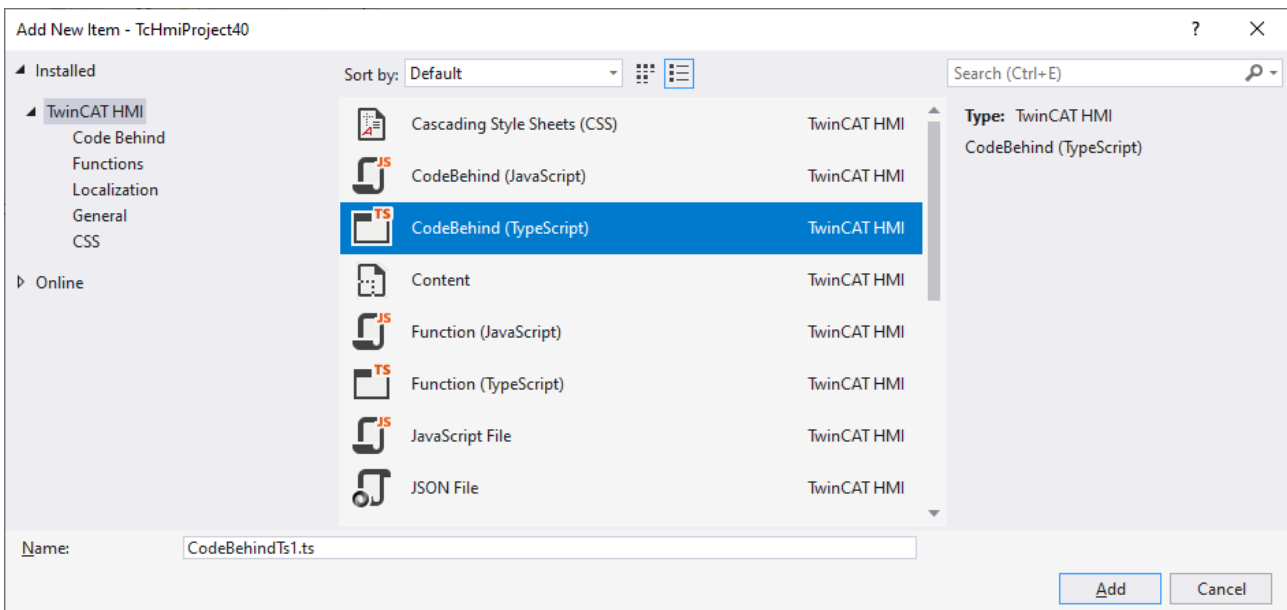 Add New Item - TcHmiProject40
?
Installed
TwinCAT HMI
Code Behind
Functions
Localization
General
CSS
Online
Sort by: Default
Cascading Style Sheets (CSS) TwinCAT HMI
JS
CodeBehind (JavaScript) TwinCAT HMI
TS
CodeBehind (TypeScript) TwinCAT HMI
Content TwinCAT HMI
JS
Function (JavaScript) TwinCAT HMI
TS
Function (TypeScript) TwinCAT HMI
JS
JavaScript File TwinCAT HMI
JSON File TwinCAT HMI
Search (Ctrl+E)
Type: TwinCAT HMI
CodeBehind (TypeScript)
Name: CodeBehindTs1.ts
Add Cancel